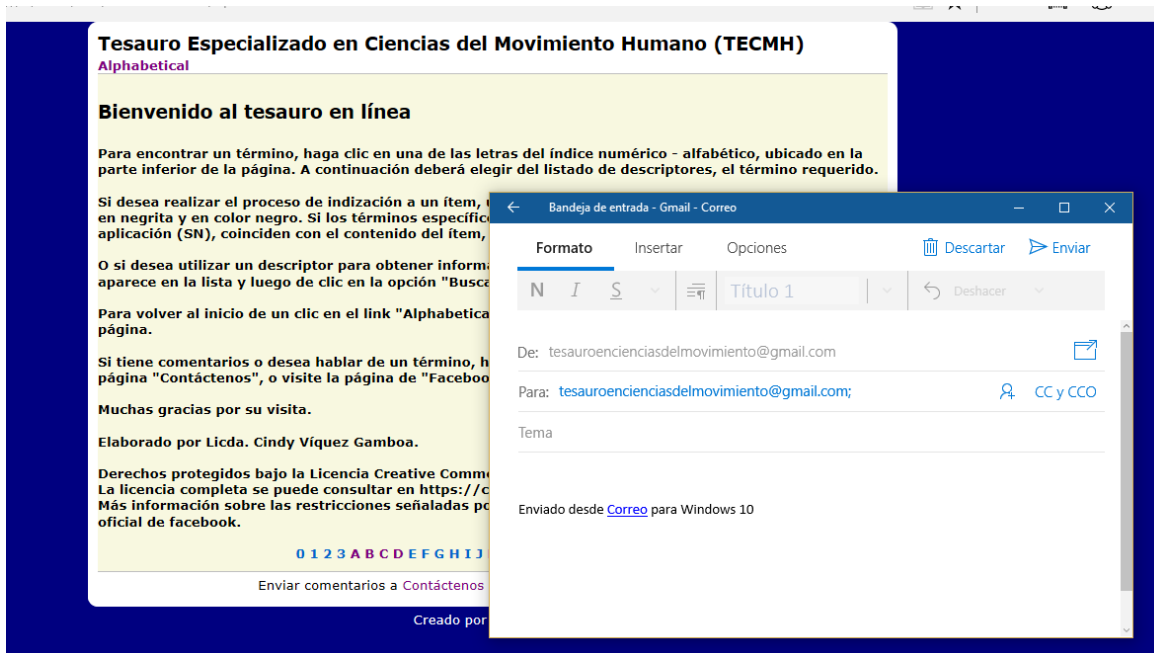 Tesauro Especializado en Ciencias del Movimiento Humano (TECMH)
Alphabetical
Bienvenido al tesauro en línea
Para encontrar un término, haga clic en una de las letras del índice numérico - alfabético, ubicado en la
parte inferior de la página. A continuación deberá elegir del listado de descriptores, el término requerido.
Si desea realizar el proceso de indización a un ítem,
en negrita y en color negro. Si los términos específico
aplicación (SN), coinciden con el contenido del ítem,
O si desea utilizar un descriptor para obtener informa
aparece en la lista y luego de clic en la opción "Busca
Para volver al inicio de un clic en el link "Alphabetica
página.
Si tiene comentarios o desea hablar de un término, h
página "Contáctenos", o visite la página de "Faceboo
Muchas gracias por su visita.
Elaborado por Licda. Cindy Víquez Gamboa.
Derechos protegidos bajo la Licencia Creative Comm
La licencia completa se puede consultar en https://c
Más información sobre las restricciones señaladas po
oficial de facebook.
0 1 2 3 A B C D E F G H I J
Enviar comentarios a Contáctenos
Creado por
Bandeja de entrada - Gmail - Correo
Formato Insertar Opciones Descartar Enviar
N I S Título 1 Deshacer
De: tesauroencienciasdelmovimiento@gmail.com
Para: tesauroencienciasdelmovimiento@gmail.com; CC y CCO
Tema
Enviado desde Correo para Windows 10